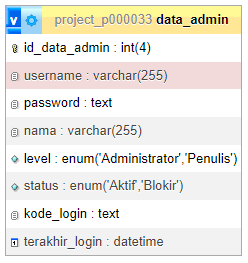 v project_p000033 data_admin
id_data_admin : int(4)
username : varchar(255)
password : text
nama : varchar(255)
level : enum('Administrator','Penulis')
status : enum('Aktif','Blokir')
kode_login : text
terakhir_login : datetime